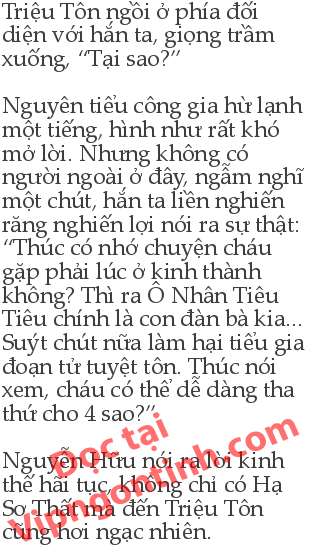 Triệu Tôn ngồi ở phía đối
diện với hắn ta, giọng trầm
xuống, “Tại sao?”
Nguyên tiểu công gia hừ lạnh
một tiếng, hình như rất khó
mở lời. Nhưng không có
người ngoài ở đây, ngẫm nghĩ
một chút, hắn ta liền nghiến
răng nghiến lợi nói ra sự thật:
“Thúc có nhớ chuyện cháu
gặp phải lúc ở kinh thành
không? Thì ra Ô Nhân Tiêu
Tiêu chính là con đàn bà kia...
Suýt chút nữa làm hại tiểu gia
đoạn tử tuyệt tôn. Thúc nói
xem, cháu có thể dễ dàng tha
thứ cho 4 sao?”
Nguyễn Hữu nói ra lời kinh
thế hãi tục, không chỉ có Hạ
Sơ Thất mà đến Triệu Tôn
cũng hơi ngạc nhiên.
Đọc tại
Vipngontinh.com